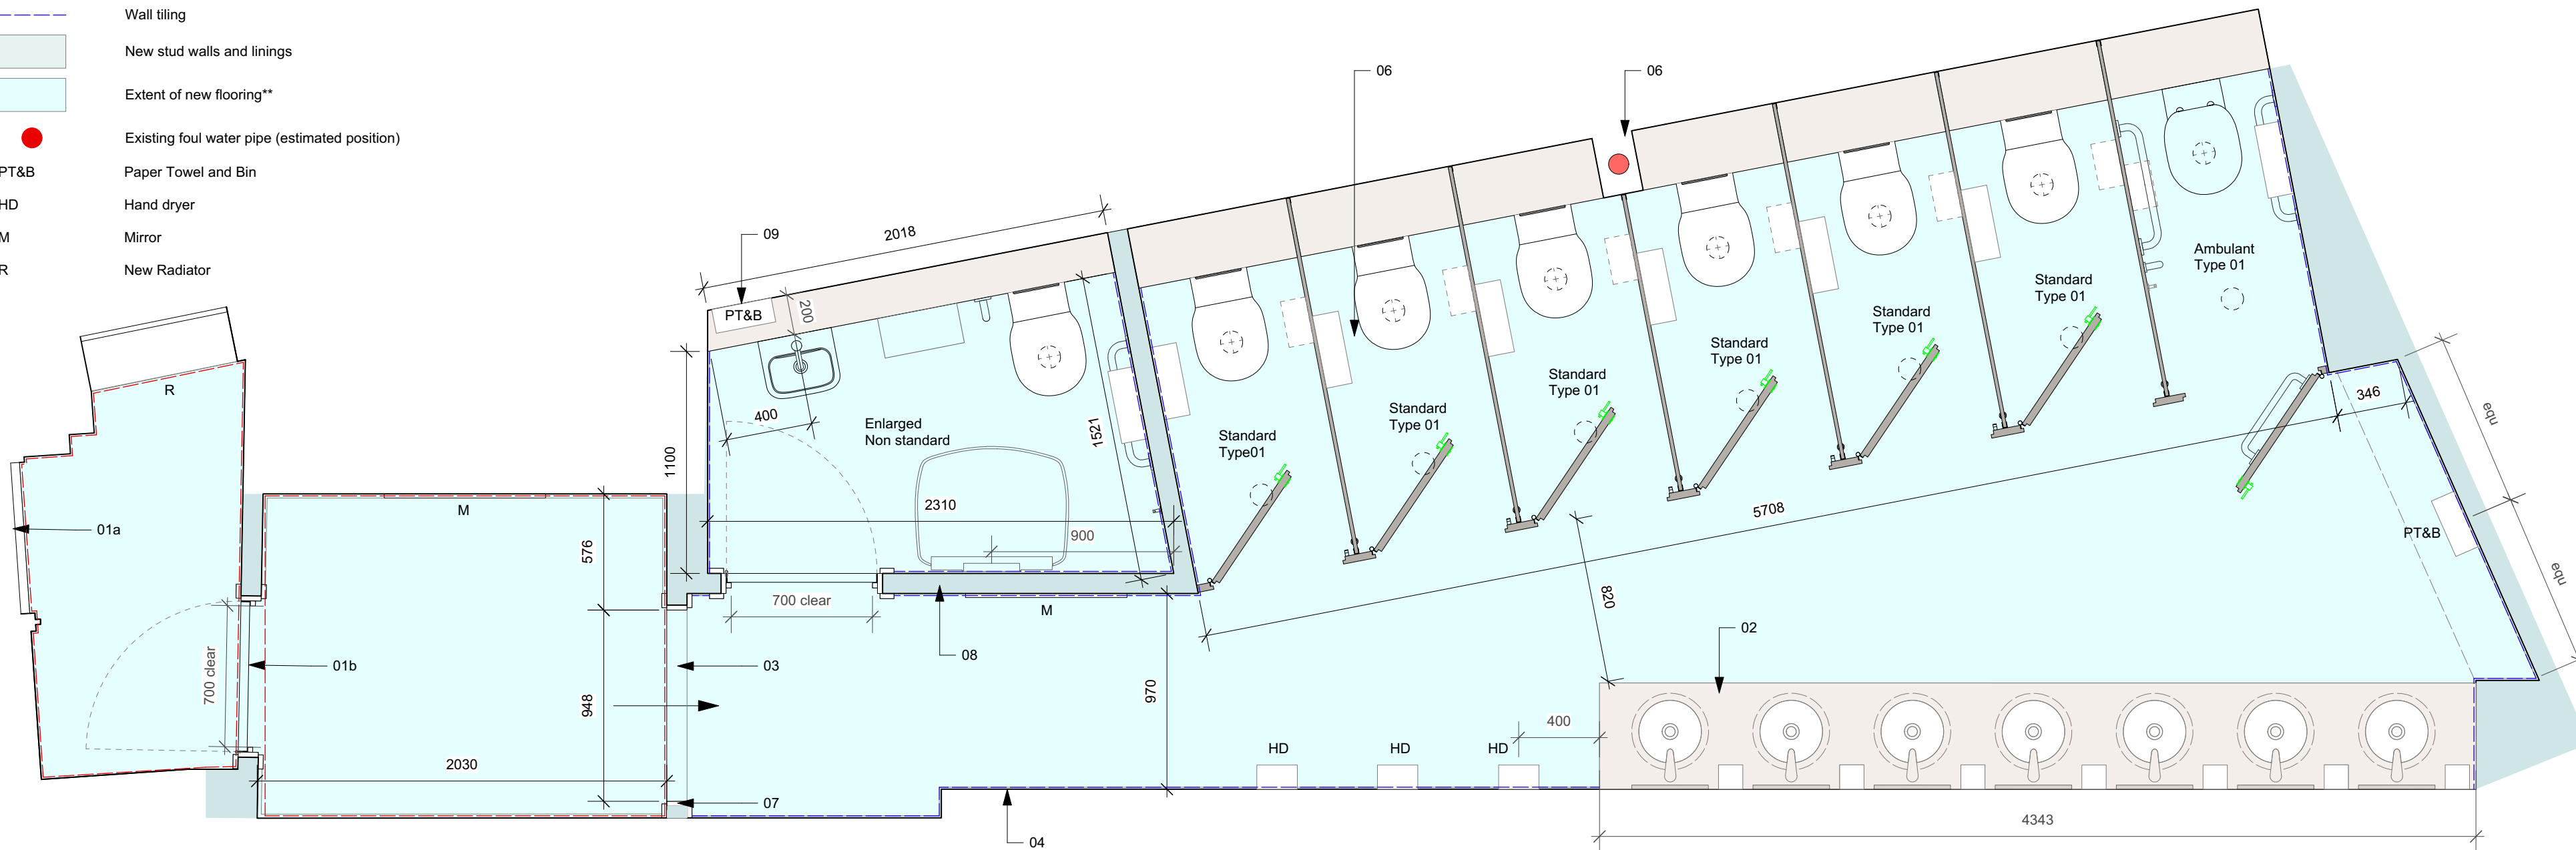 Wall tiling
New stud walls and linings
Extent of new flooring**
Existing foul water pipe (estimated position)
PT&B Paper Towel and Bin
HD Hand dryer
M Mirror
R New Radiator
06
06
09
2018
PT&B
200
400
1100
1521
Enlarged
Non standard
2310
900
700 clear
M
08
Standard
Type01
Standard
Type 01
Standard
Type 01
Standard
Type 01
Standard
Type 01
Standard
Type 01
Ambulant
Type 01
346
eqbu
eqbu
PT&B
5708
820
R
01a
M
576
01b
700 clear
948
2030
03
07
970
04
HD
HD
HD
400
02
4343